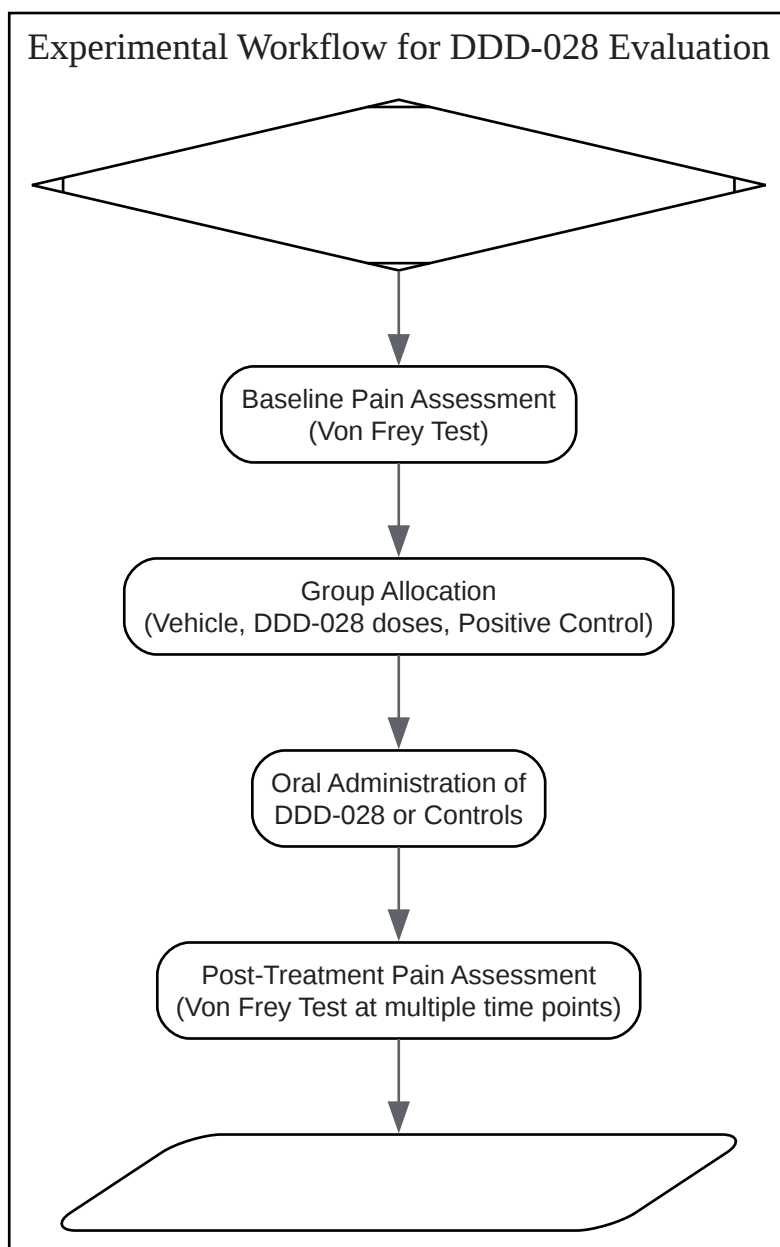 Experimental Workflow for DDD-028 Evaluation
Baseline Pain Assessment
(Von Frey Test)
Group Allocation
(Vehicle, DDD-028 doses, Positive Control)
Oral Administration of
DDD-028 or Controls
Post-Treatment Pain Assessment
(Von Frey Test at multiple time points)